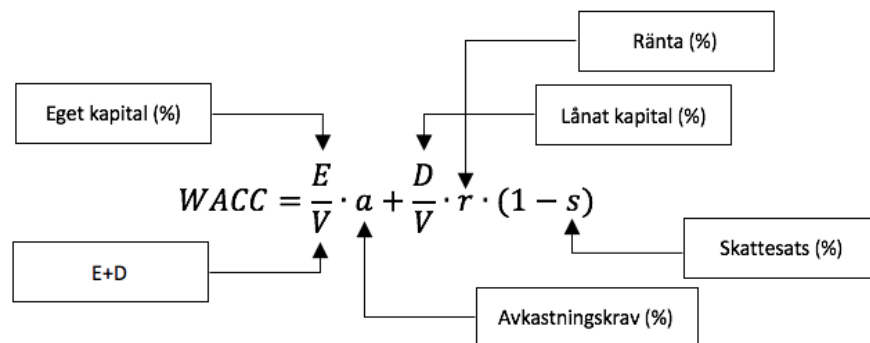 Ränta (%)
Eget kapital (%)
Lånat kapital (%)
WACC = E/V · a + D/V · r · (1 − s)
E+D
Skattesats (%)
Avkastningskrav (%)